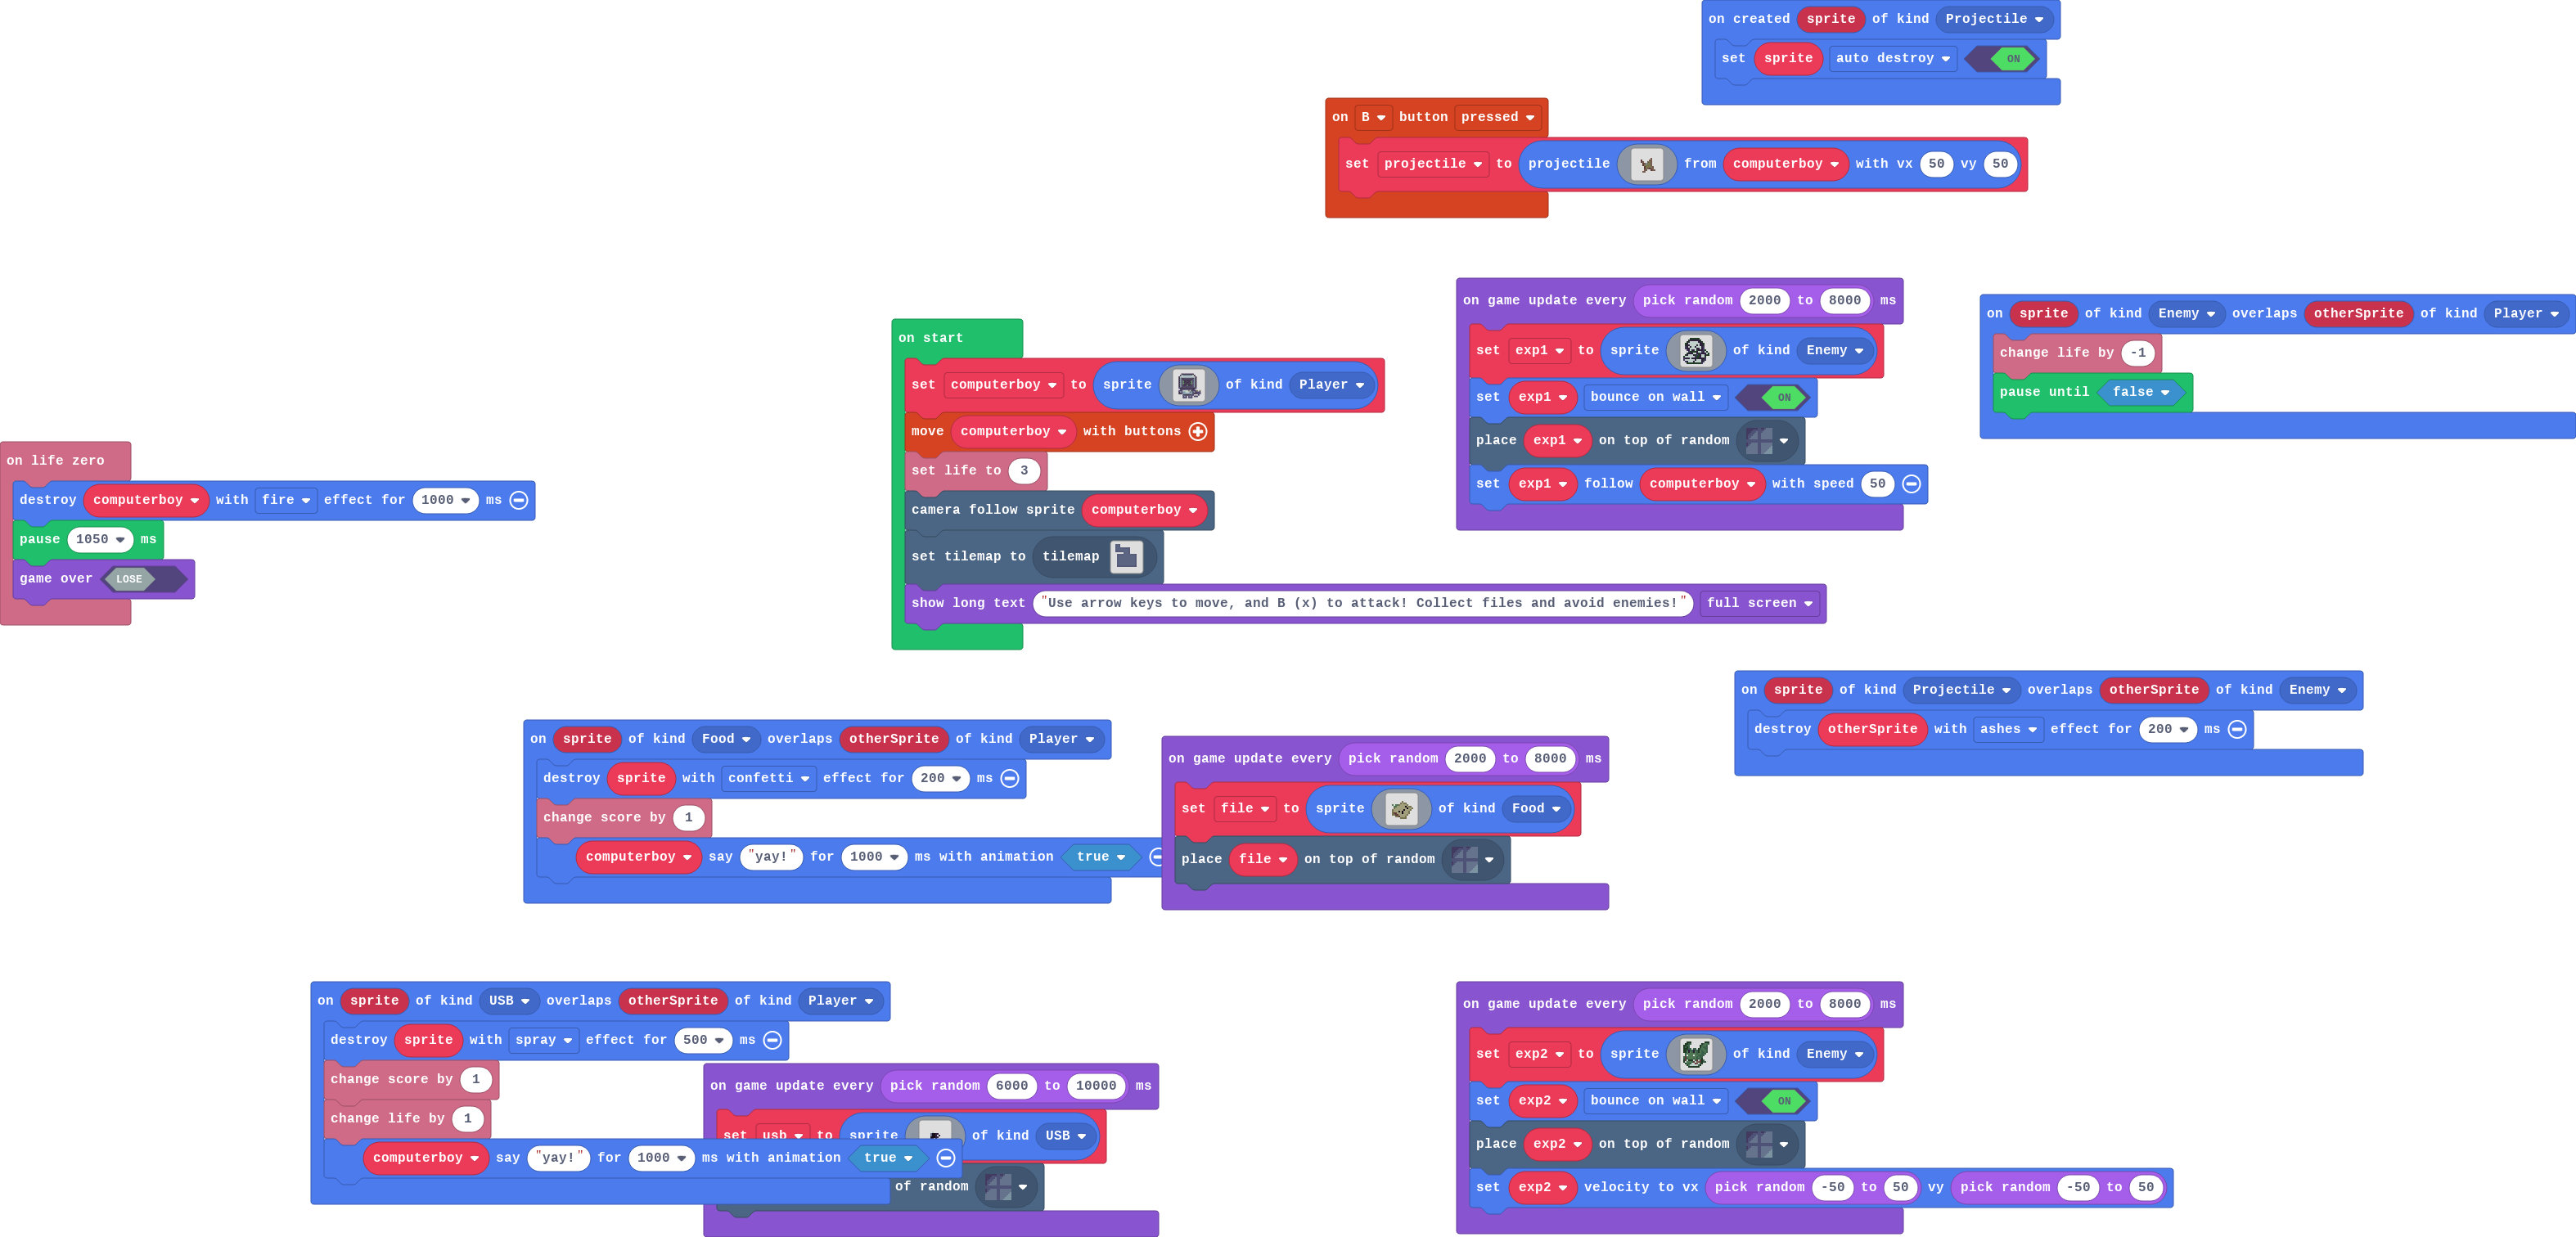 on created sprite of kind Projectile
set sprite auto destroy ON
on B button pressed
set projectile to projectile from computerboy with vx 50 vy 50
on game update every pick random 2000 to 8000 ms
set exp1 to sprite of kind Enemy
set exp1 bounce on wall ON
place exp1 on top of random
set exp1 follow computerboy with speed 50
on sprite of kind Enemy overlaps otherSprite of kind Player
change life by -1
pause until false
on start
set computerboy to sprite of kind Player
move computerboy with buttons
set life to 3
camera follow sprite computerboy
set tilemap to tilemap
show long text "Use arrow keys to move, and B (x) to attack! Collect files and avoid enemies!" full screen
on life zero
destroy computerboy with fire effect for 1000 ms
pause 1050 ms
game over LOSE
on sprite of kind Projectile overlaps otherSprite of kind Enemy
destroy otherSprite with ashes effect for 200 ms
on sprite of kind Food overlaps otherSprite of kind Player
destroy sprite with confetti effect for 200 ms
change score by 1
computerboy say "yay!" for 1000 ms with animation true
on game update every pick random 2000 to 8000 ms
set file to sprite of kind Food
place file on top of random
on sprite of kind USB overlaps otherSprite of kind Player
destroy sprite with spray effect for 500 ms
change score by 1
change life by 1
computerboy say "yay!" for 1000 ms with animation true
on game update every pick random 6000 to 10000 ms
set usb to sprite of kind USB
of random
on game update every pick random 2000 to 8000 ms
set exp2 to sprite of kind Enemy
set exp2 bounce on wall ON
place exp2 on top of random
set exp2 velocity to vx pick random -50 to 50 vy pick random -50 to 50